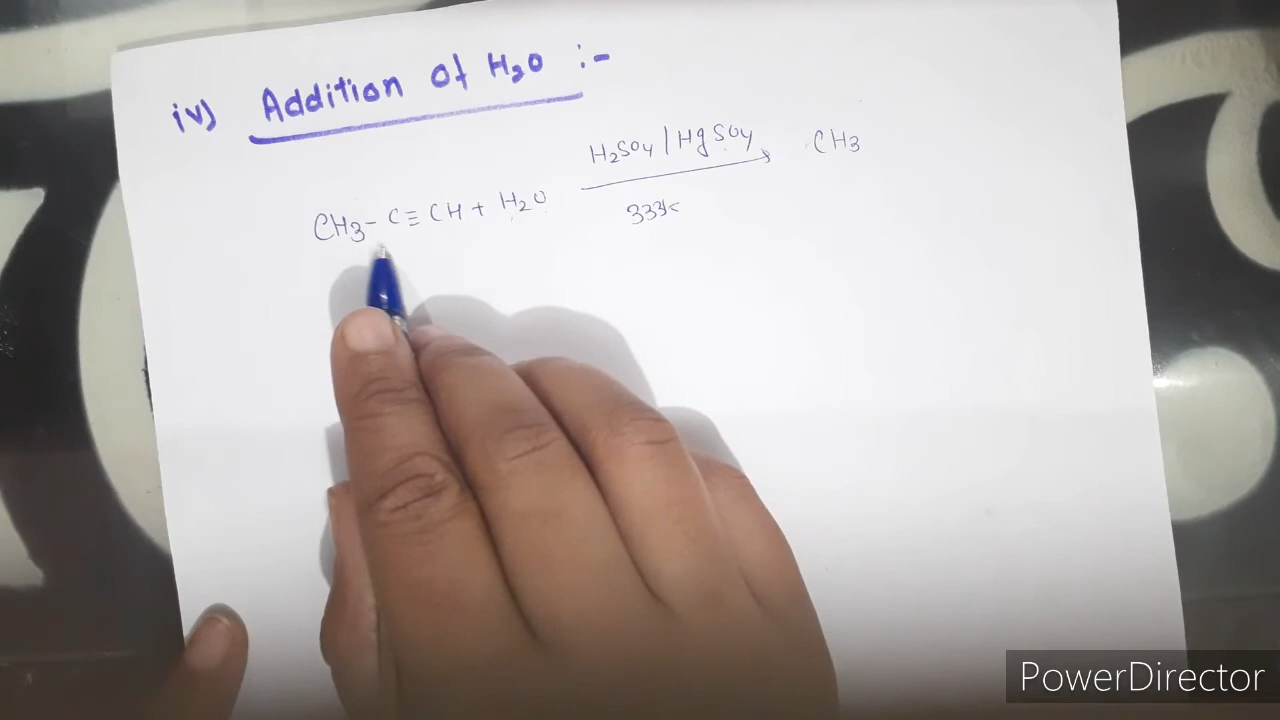 iv) Addition of H₂O :-
H₂SO₄ / HgSO₄
CH₃ - C ≡ CH + H₂O → CH₃
333K
PowerDirector